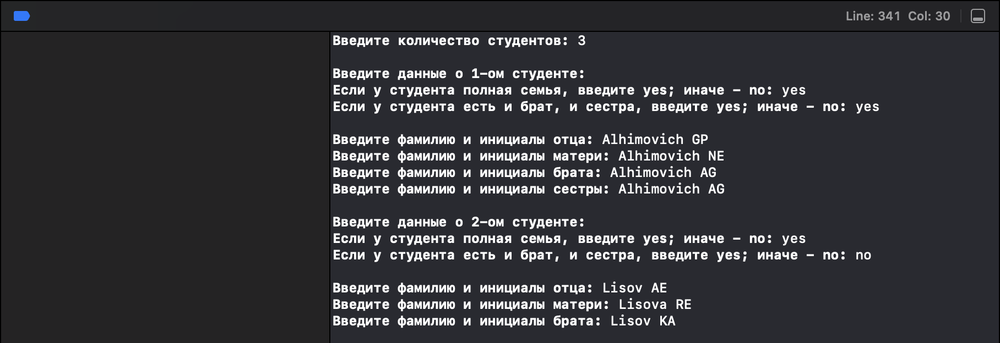 Line: 341 Col: 30
Введите количество студентов: 3
Введите данные о 1-ом студенте:
Если у студента полная семья, введите yes; иначе - no: yes
Если у студента есть и брат, и сестра, введите yes; иначе - no: yes
Введите фамилию и инициалы отца: Alhimovich GP
Введите фамилию и инициалы матери: Alhimovich NE
Введите фамилию и инициалы брата: Alhimovich AG
Введите фамилию и инициалы сестры: Alhimovich AG
Введите данные о 2-ом студенте:
Если у студента полная семья, введите yes; иначе - no: yes
Если у студента есть и брат, и сестра, введите yes; иначе - no: no
Введите фамилию и инициалы отца: Lisov AE
Введите фамилию и инициалы матери: Lisova RE
Введите фамилию и инициалы брата: Lisov KA